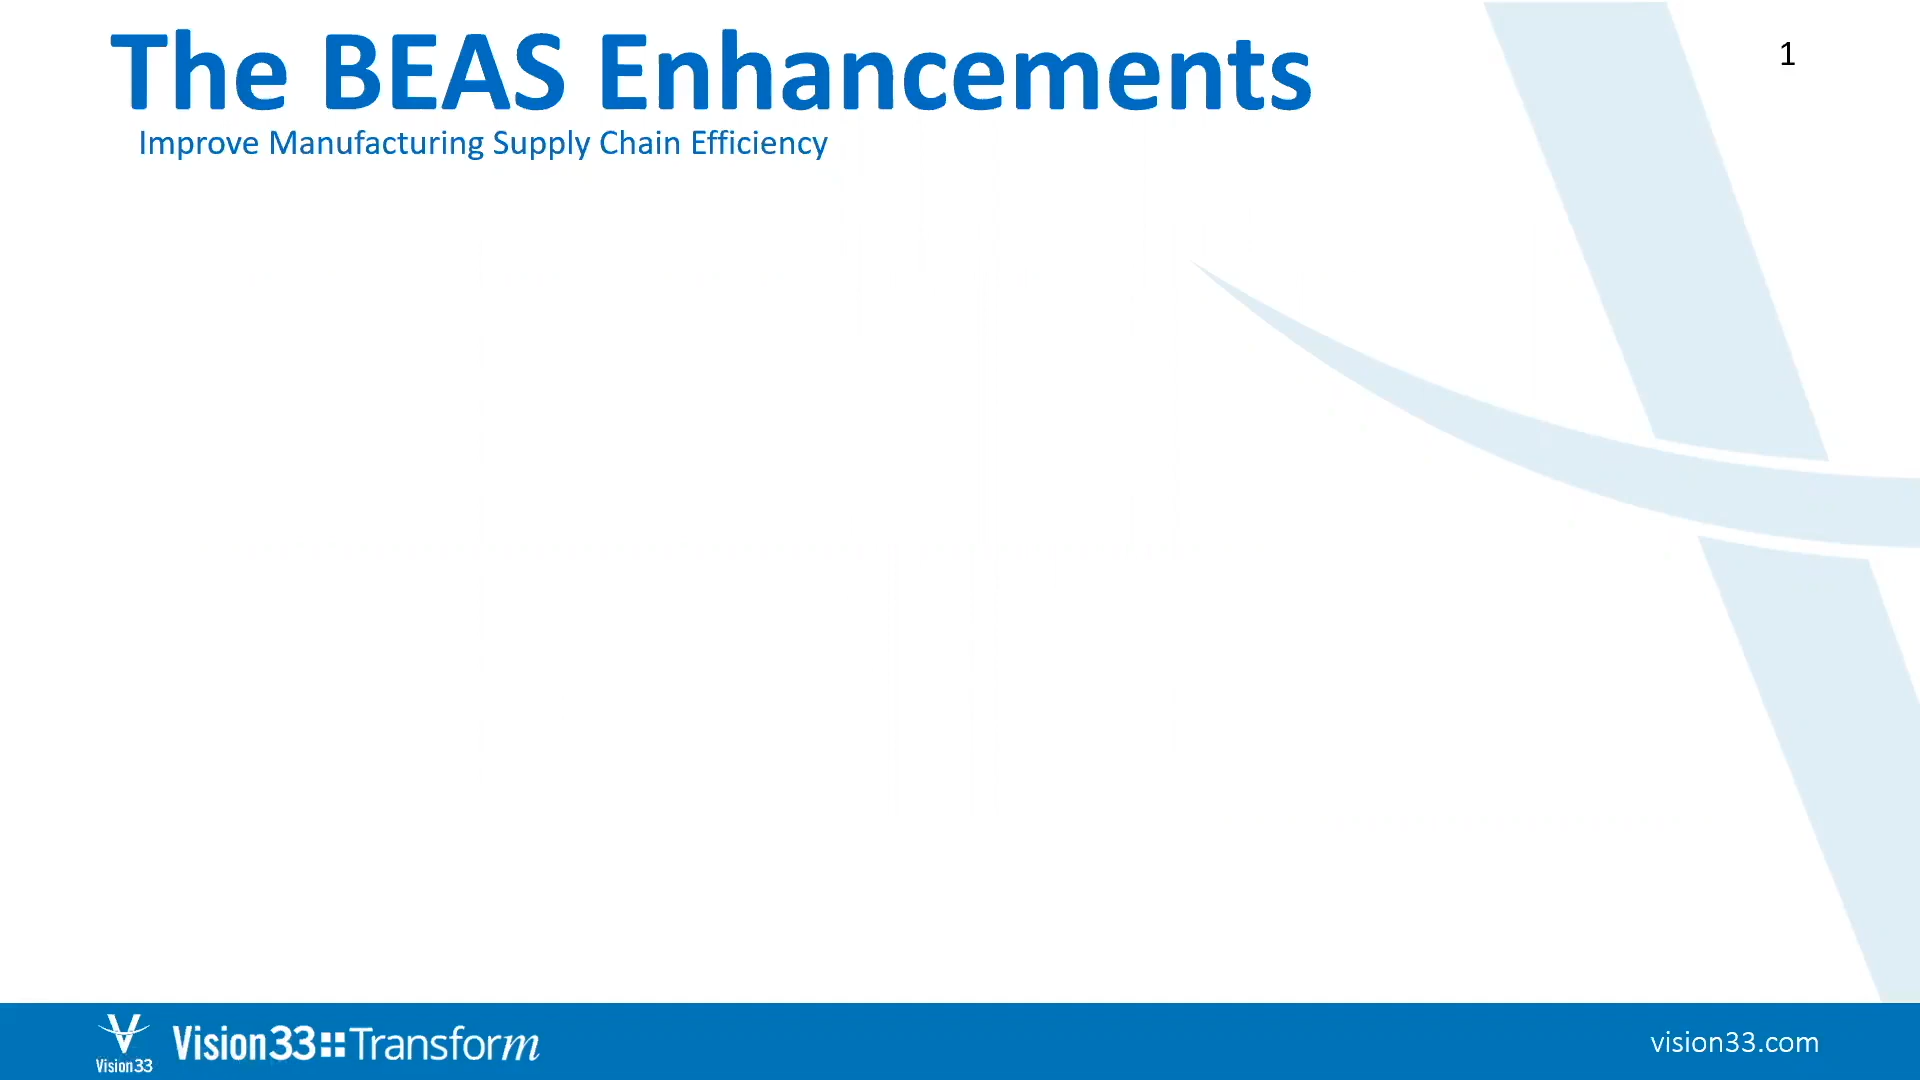 The BEAS Enhancements
1
Improve Manufacturing Supply Chain Efficiency
Vision33
Vision33::Transform
vision33.com